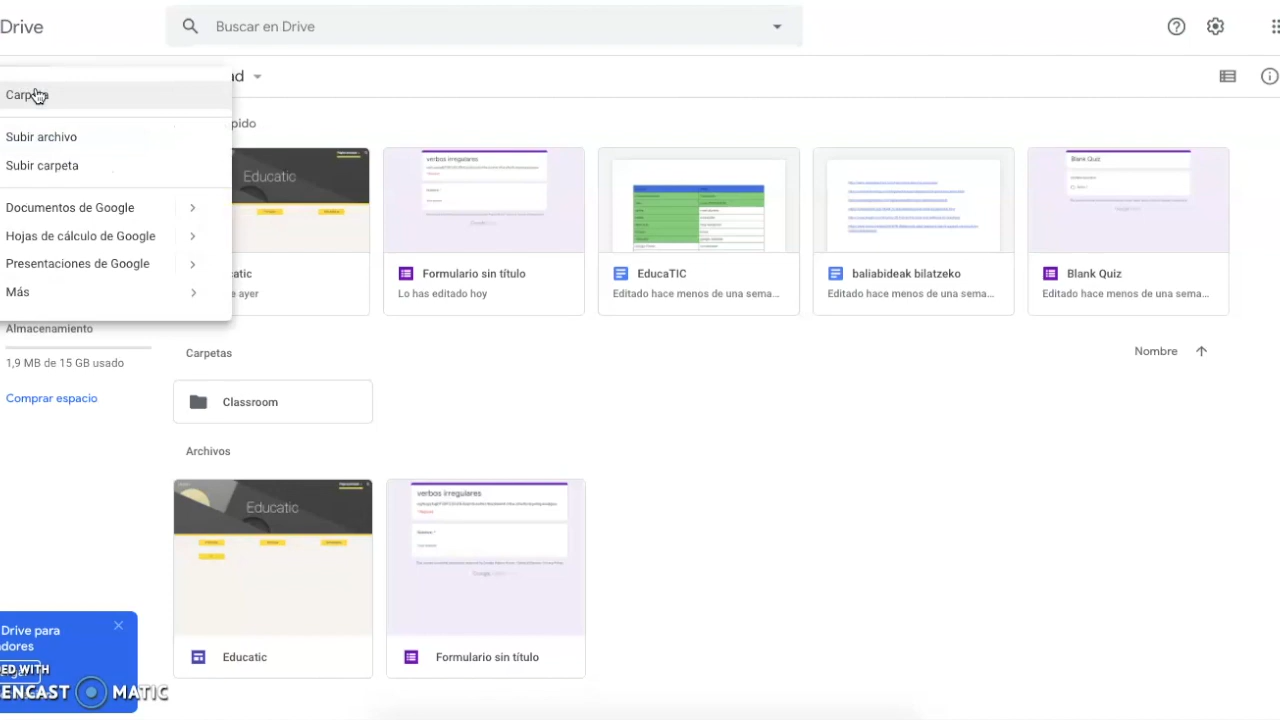 Drive
Buscar en Drive
Carpeta
Subir archivo
Subir carpeta
Documentos de Google
Hojas de cálculo de Google
Presentaciones de Google
Más
ad
pido
Educatic
verbos irregulares
Blank Quiz
atic
e ayer
Formulario sin título
Lo has editado hoy
EducaTIC
Editado hace menos de una sema...
baliabideak bilatzeko
Editado hace menos de una sema...
Blank Quiz
Editado hace menos de una sema...
Almacenamiento
1,9 MB de 15 GB usado
Comprar espacio
Carpetas
Nombre
Classroom
Archivos
Educatic
verbos irregulares
Google
Educatic
Formulario sin título
Drive para
adores
ED WITH
ENCAST MATIC